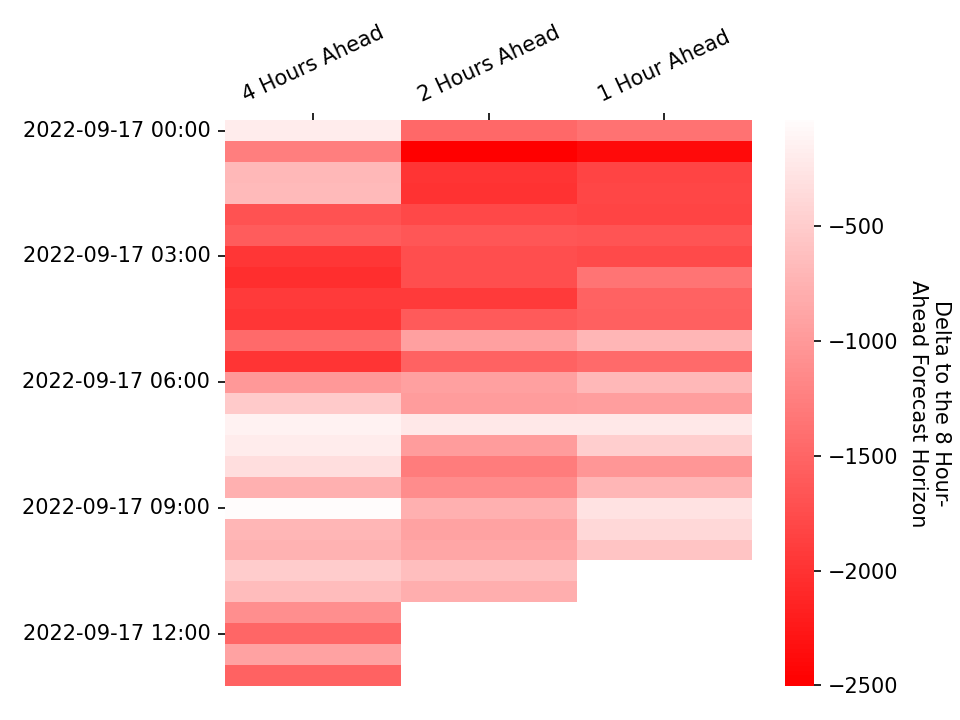 4 Hours Ahead
2 Hours Ahead
1 Hour Ahead
2022-09-17 00:00
2022-09-17 03:00
2022-09-17 06:00
2022-09-17 09:00
2022-09-17 12:00
−500
−1000
−1500
−2000
−2500
Delta to the 8 Hour-
Ahead Forecast Horizon